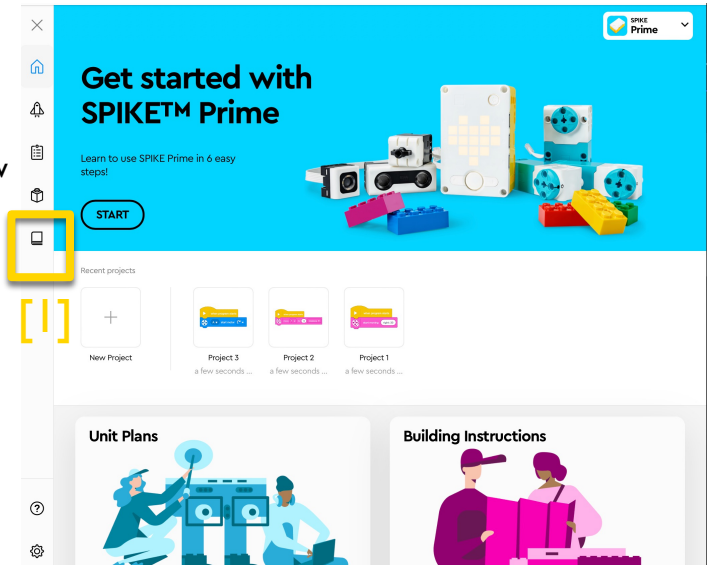 SPIKE
Prime
Get started with
SPIKE™ Prime
Learn to use SPIKE Prime in 6 easy
steps!
START
Recent projects
New Project
Project 3
a few seconds ...
Project 2
a few seconds ...
Project 1
a few seconds ...
Unit Plans
Building Instructions